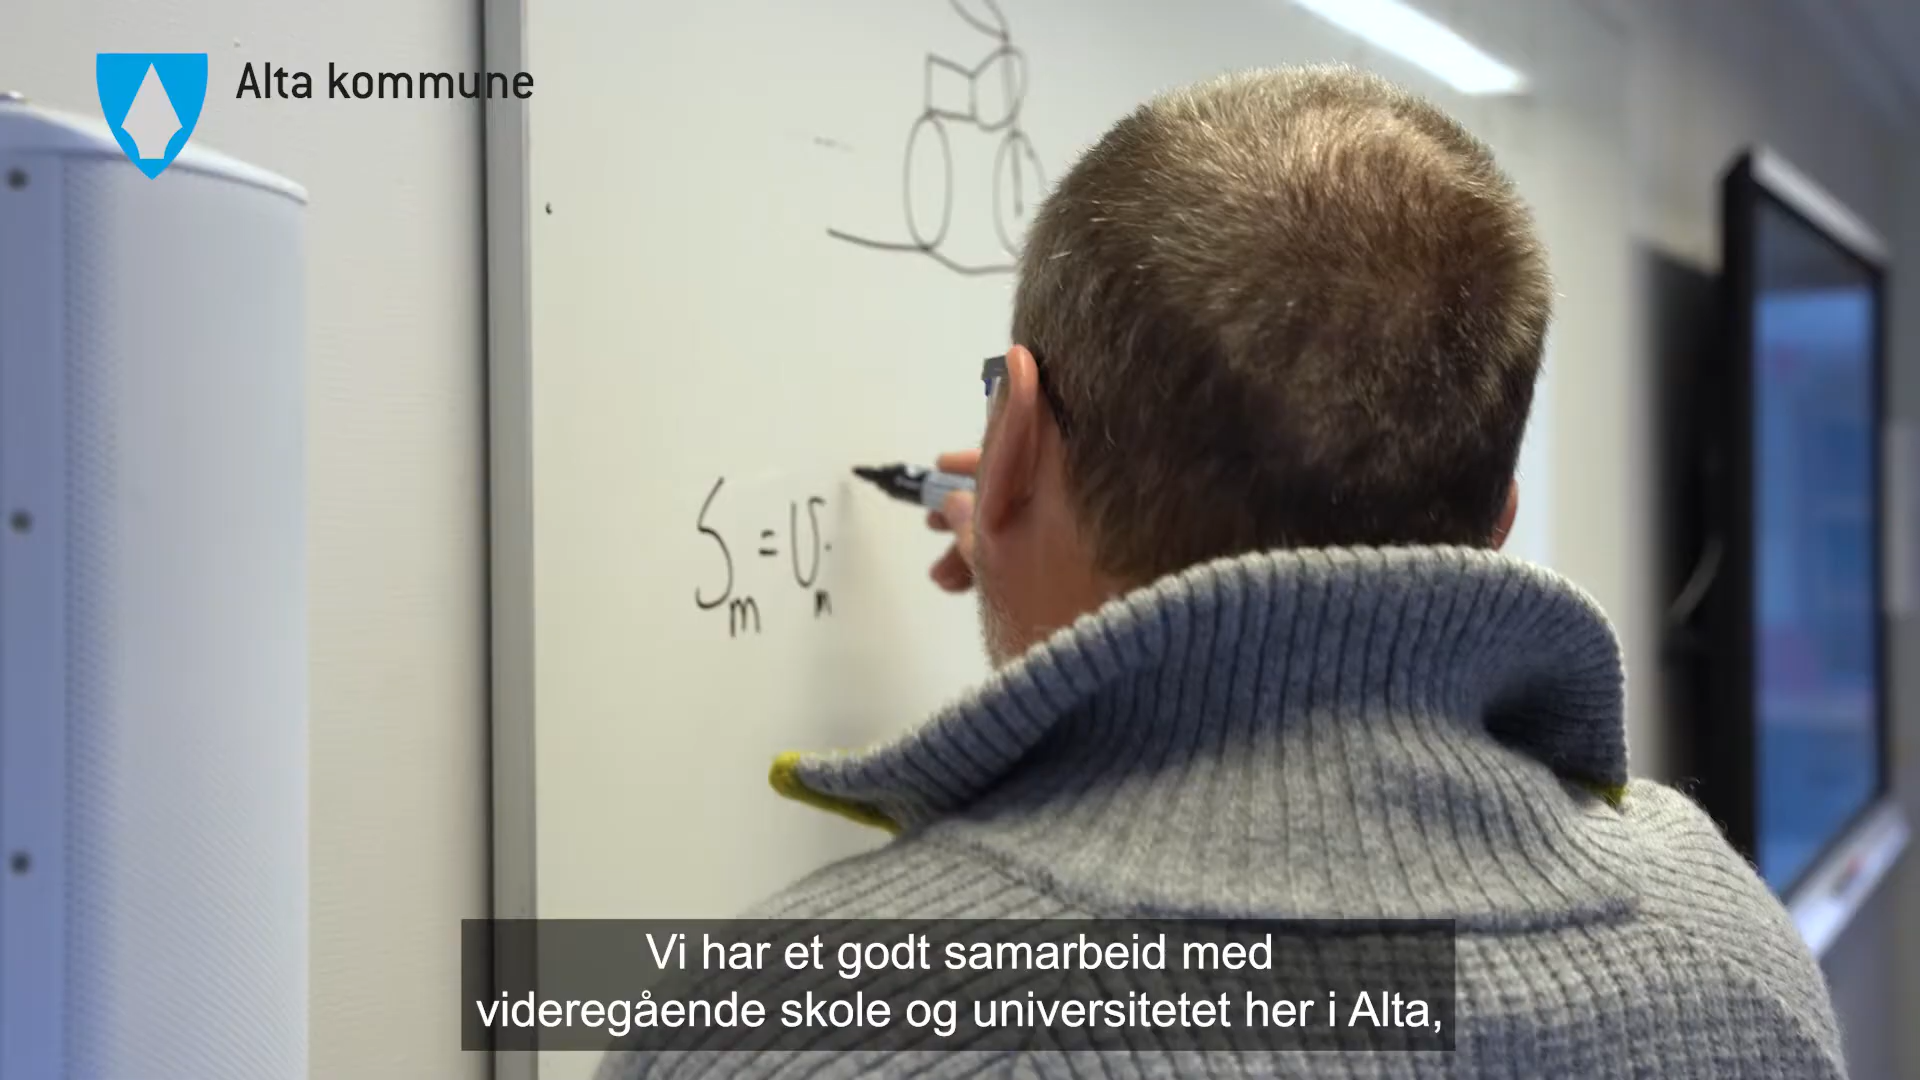 Alta kommune
S = U
m
Vi har et godt samarbeid med
videregående skole og universitetet her i Alta,